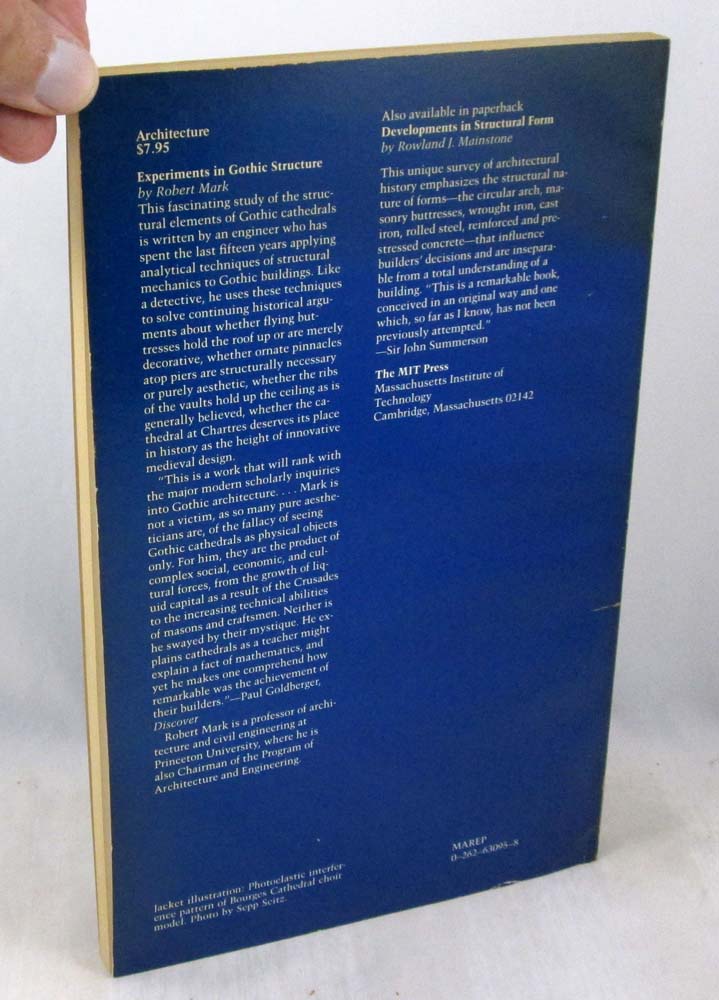 Architecture
$7.95
Experiments in Gothic Structure
by Robert Mark
This fascinating study of the struc-
tural elements of Gothic cathedrals
is written by an engineer who has
spent the last fifteen years applying
analytical techniques of structural
mechanics to Gothic buildings. Like
a detective, he uses these techniques
to solve continuing historical argu-
ments about whether flying but-
tresses hold the roof up or are merely
decorative, whether ornate pinnacles
atop piers are structurally necessary
or purely aesthetic, whether the ribs
of the vaults hold up the ceiling as is
generally believed, whether the ca-
thedral at Chartres deserves its place
in history as the height of innovative
medieval design.
"This is a work that will rank with
the major modern scholarly inquiries
into Gothic architecture. . . . Mark is
not a victim, as so many pure aesthe-
ticians are, of the fallacy of seeing
Gothic cathedrals as physical objects
only. For him, they are the product of
complex social, economic, and cul-
tural forces, from the growth of liq-
uid capital as a result of the Crusades
to the increasing technical abilities
of masons and craftsmen. Neither is
he swayed by their mystique. He ex-
plains cathedrals as a teacher might
explain a fact of mathematics, and
yet he makes one comprehend how
remarkable was the achievement of
their builders."—Paul Goldberger,
Discover
Robert Mark is a professor of archi-
tecture and civil engineering at
Princeton University, where he is
also Chairman of the Program of
Architecture and Engineering.
Jacket illustration: Photoelastic interfer-
ence pattern of Bourges Cathedtral choir
model. Photo by Sepp Seitz.
Also available in paperback
Developments in Structural Form
by Rowland J. Mainstone
This unique survey of architectural
history emphasizes the structural na-
ture of forms—the circular arch, ma-
sonry buttresses, wrought iron, cast
iron, rolled steel, reinforced and pre-
stressed concrete—that influence
builders' decisions and are insepara-
ble from a total understanding of a
building. "This is a remarkable book,
conceived in an original way and one
which, so far as I know, has not been
previously attempted."
—Sir John Summerson
The MIT Press
Massachusetts Institute of
Technology
Cambridge, Massachusetts 02142
MAREP
0-262-63095-8